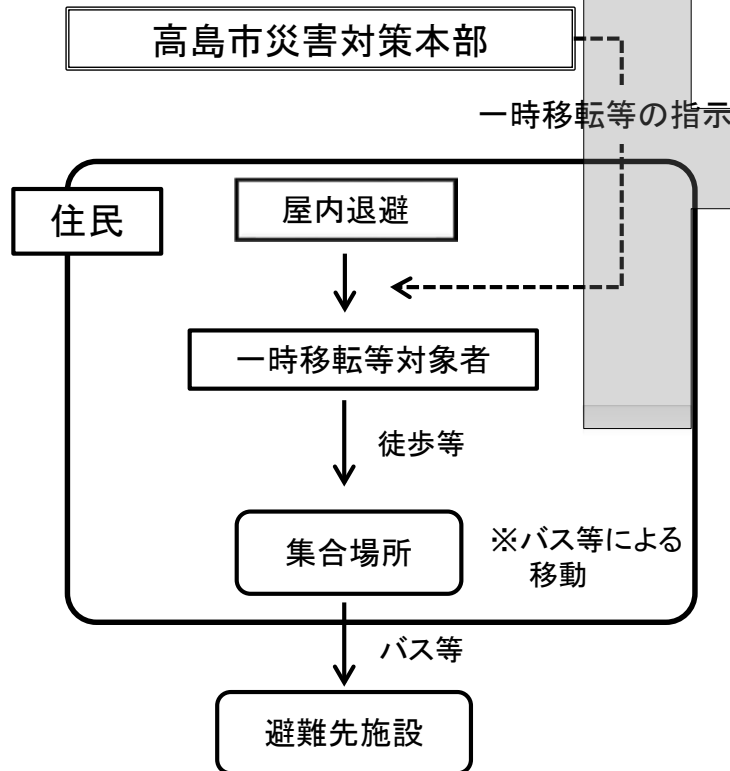 高島市災害対策本部
一時移転等の指示
住民
屋内退避
一時移転等対象者
徒歩等
集合場所
※バス等による
移動
バス等
避難先施設